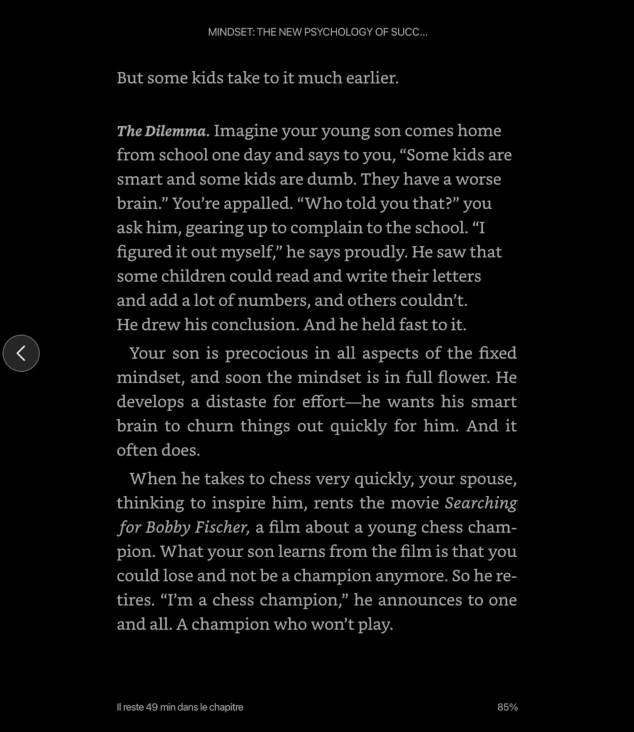 MINDSET: THE NEW PSYCHOLOGY OF SUCC...
But some kids take to it much earlier.
The Dilemma. Imagine your young son comes home
from school one day and says to you, “Some kids are
smart and some kids are dumb. They have a worse
brain.” You’re appalled. “Who told you that?” you
ask him, gearing up to complain to the school. “I
figured it out myself,” he says proudly. He saw that
some children could read and write their letters
and add a lot of numbers, and others couldn’t.
He drew his conclusion. And he held fast to it.
Your son is precocious in all aspects of the fixed
mindset, and soon the mindset is in full flower. He
develops a distaste for effort—he wants his smart
brain to churn things out quickly for him. And it
often does.
When he takes to chess very quickly, your spouse,
thinking to inspire him, rents the movie Searching
for Bobby Fischer, a film about a young chess cham-
pion. What your son learns from the film is that you
could lose and not be a champion anymore. So he re-
tires. “I’m a chess champion,” he announces to one
and all. A champion who won’t play.
Il reste 49 min dans le chapitre
85%